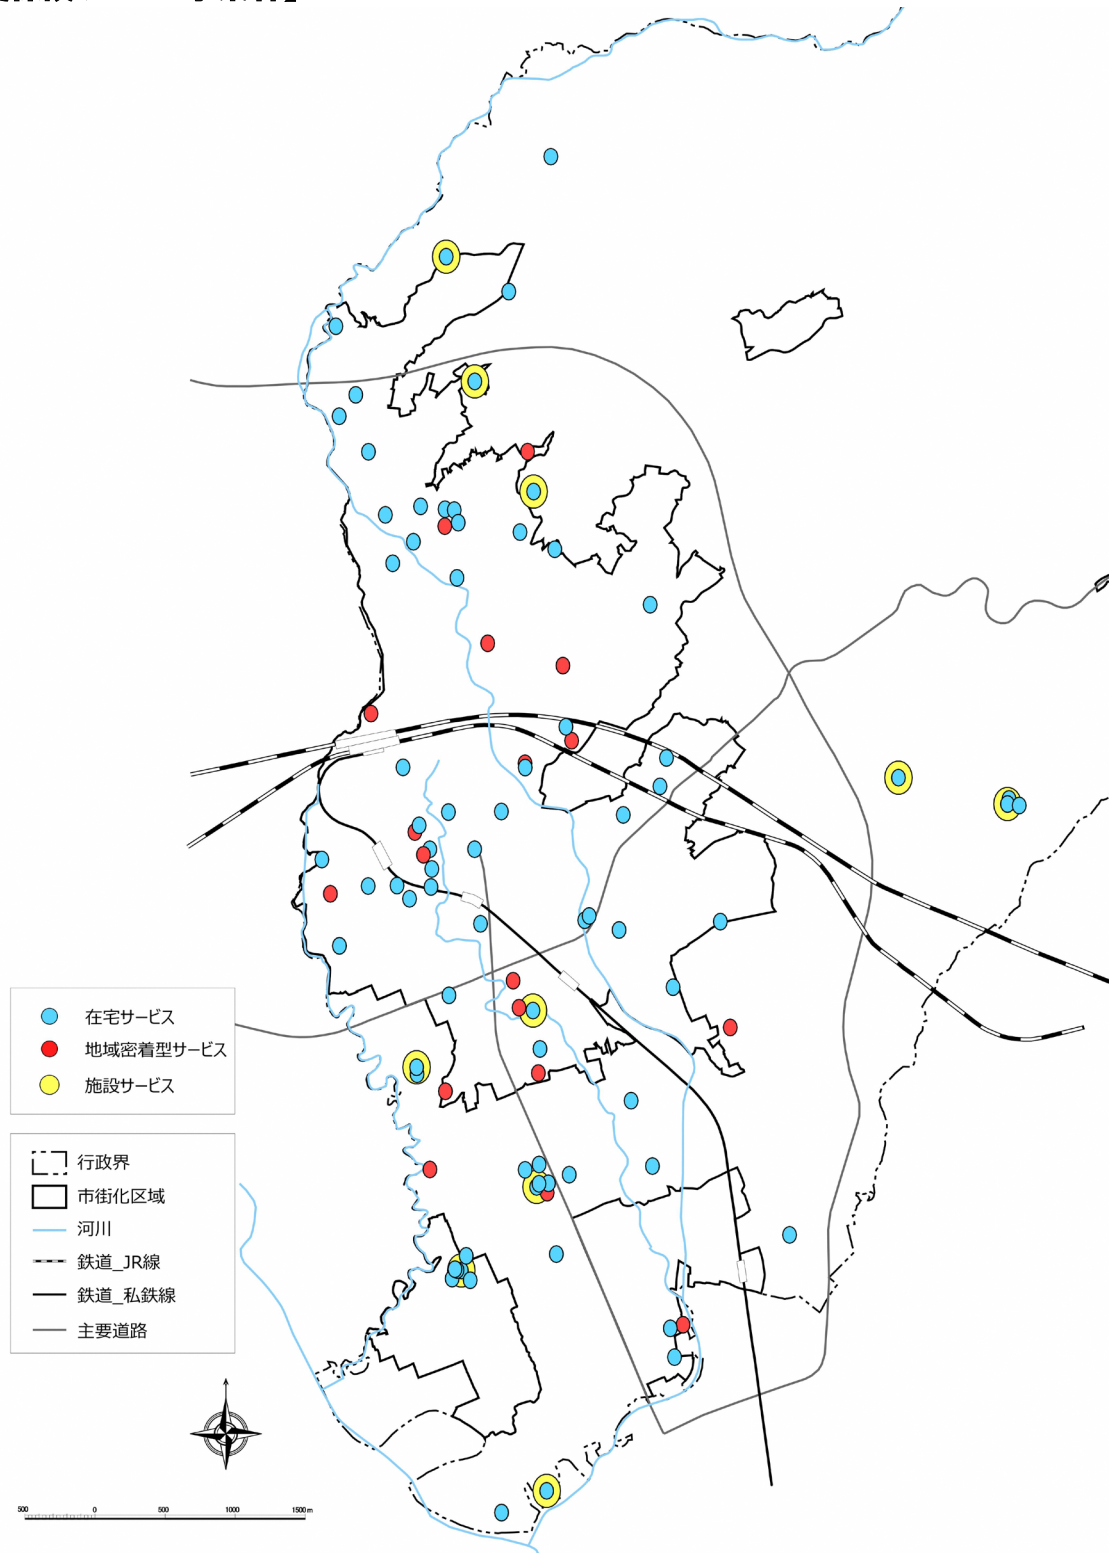 在宅サービス
地域密着型サービス
施設サービス
行政界
市街化区域
河川
鉄道_JR線
鉄道_私鉄線
主要道路
500 0 500 1000 1500m